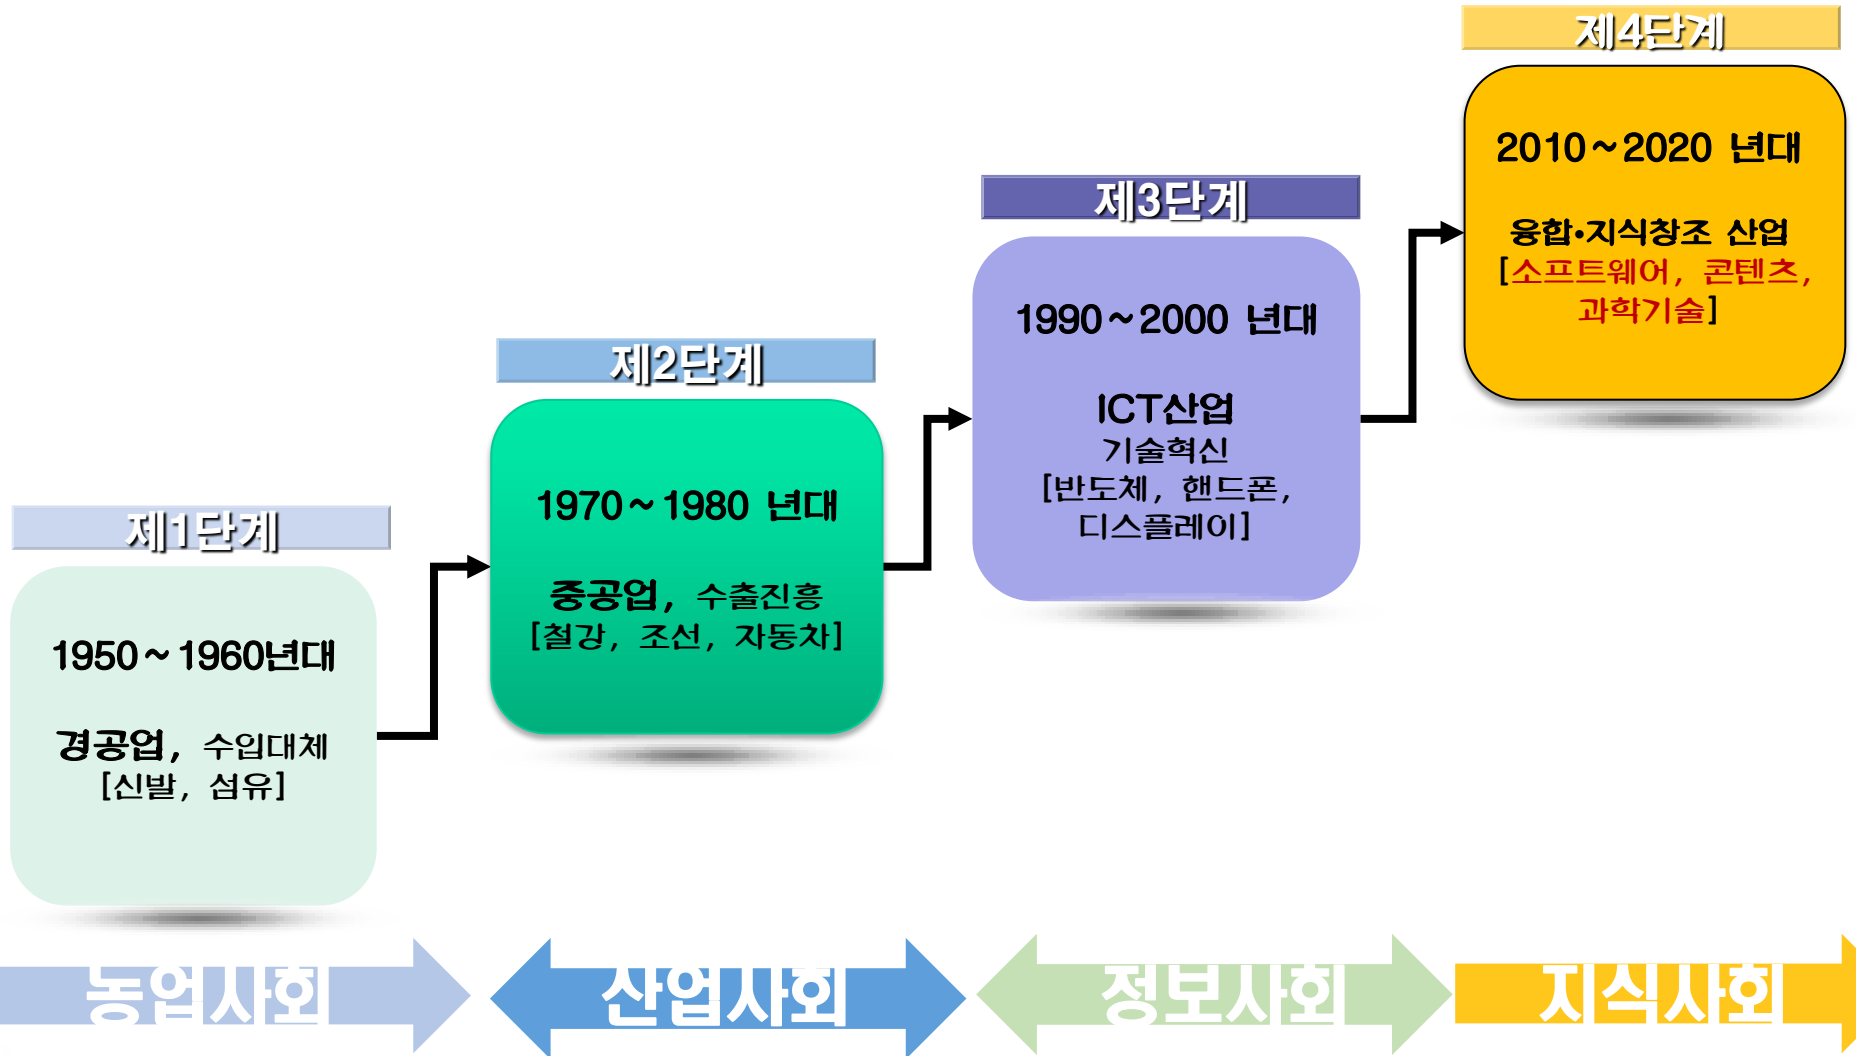 제1단계
1950~1960년대
경공업, 수입대체
[신발, 섬유]
제2단계
1970~1980 년대
중공업, 수출진흥
[철강, 조선, 자동차]
제3단계
1990~2000 년대
ICT산업
기술혁신
[반도체, 핸드폰,
디스플레이]
제4단계
2010~2020 년대
융합·지식창조 산업
[소프트웨어, 콘텐츠,
과학기술]
농업사회
산업사회
정보사회
지식사회